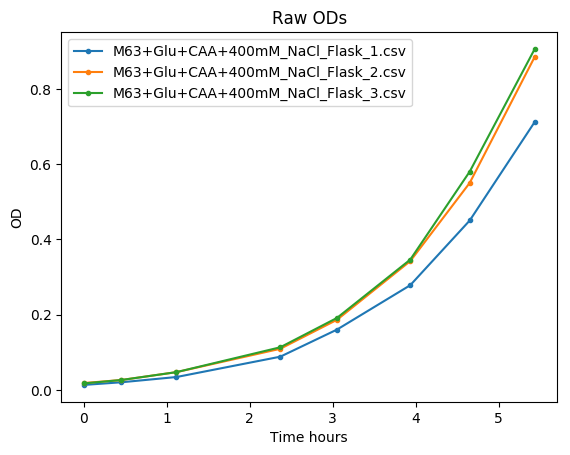 Raw ODs
M63+Glu+CAA+400mM_NaCl_Flask_1.csv
M63+Glu+CAA+400mM_NaCl_Flask_2.csv
M63+Glu+CAA+400mM_NaCl_Flask_3.csv
0.8
0.6
0.4
0.2
0.0
OD
0 1 2 3 4 5
Time hours